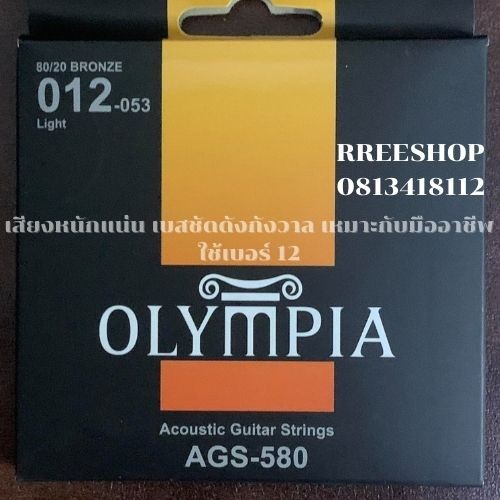 80/20 BRONZE
012-053
Light
RREESHOP
0813418112
เสียงหนักแน่น เบสชัดดังกังวาล เหมาะกับมืออาชีพ
ใช้เบอร์ 12
OLYMPIA
Acoustic Guitar Strings
AGS-580